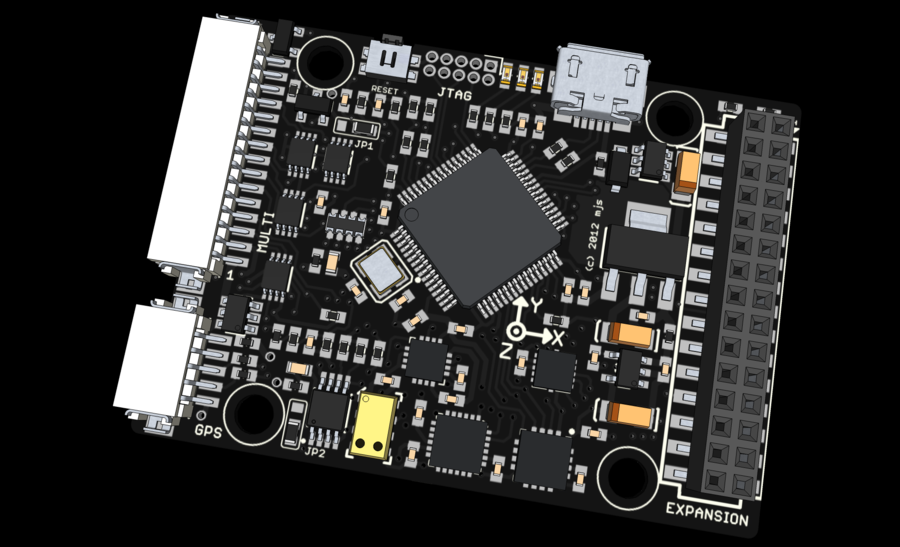 RESET
JTAG
JP1
MULTI
1
(c) 2012 mjs
Y
X
Z
GPS
JP2
EXPANSION